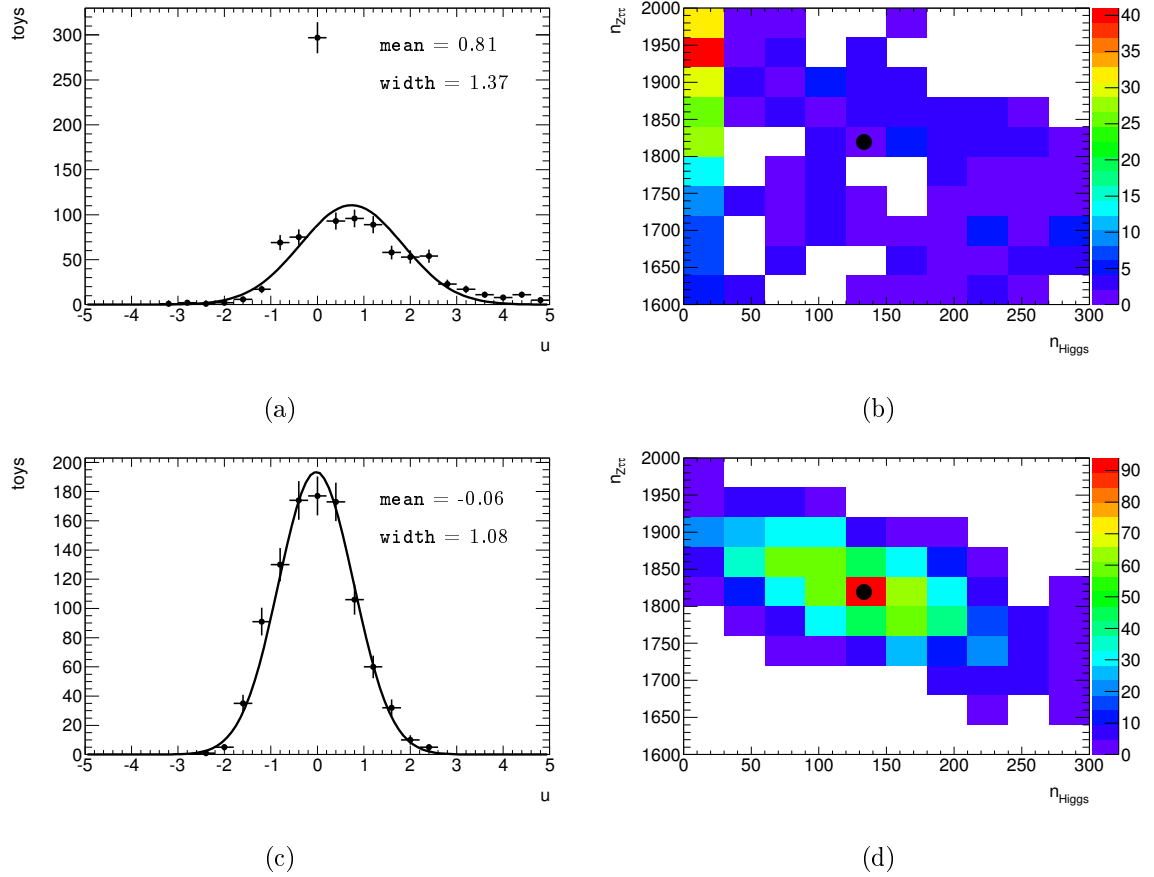 toys
300
250
200
150
100
50
0
-5 -4 -3 -2 -1 0 1 2 3 4 5
u
mean = 0.81
width = 1.37
(a)
n_Zττ
2000
1950
1900
1850
1800
1750
1700
1650
1600
0 50 100 150 200 250 300
n_Higgs
40
35
30
25
20
15
10
5
0
(b)
toys
200
180
160
140
120
100
80
60
40
20
0
-5 -4 -3 -2 -1 0 1 2 3 4 5
u
mean = -0.06
width = 1.08
(c)
n_Zττ
2000
1950
1900
1850
1800
1750
1700
1650
1600
0 50 100 150 200 250 300
n_Higgs
90
80
70
60
50
40
30
20
10
0
(d)